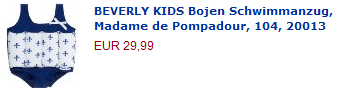 BEVERLY KIDS Bojen Schwimmanzug,
Madame de Pompadour, 104, 20013
EUR 29,99